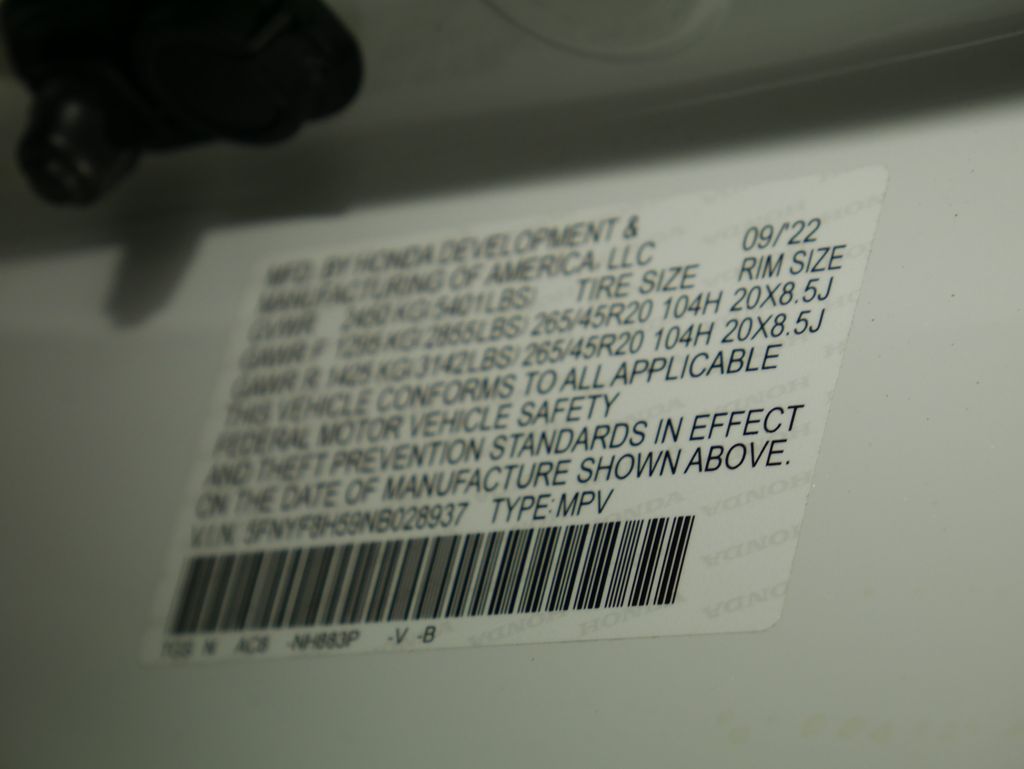 MFD. BY HONDA DEVELOPMENT & 09/'22
MANUFACTURING OF AMERICA, LLC
GVWR 2450 KG(5401LBS) TIRE SIZE RIM SIZE
GAWR F 1295 KG(2855LBS) 265/45R20 104H 20X8.5J
GAWR R 1425 KG(3142LBS) 265/45R20 104H 20X8.5J
THIS VEHICLE CONFORMS TO ALL APPLICABLE
FEDERAL MOTOR VEHICLE SAFETY
AND THEFT PREVENTION STANDARDS IN EFFECT
ON THE DATE OF MANUFACTURE SHOWN ABOVE.
V.I.N. 5FNYF8H59NB028937 TYPE: MPV
-NH883P -V -B